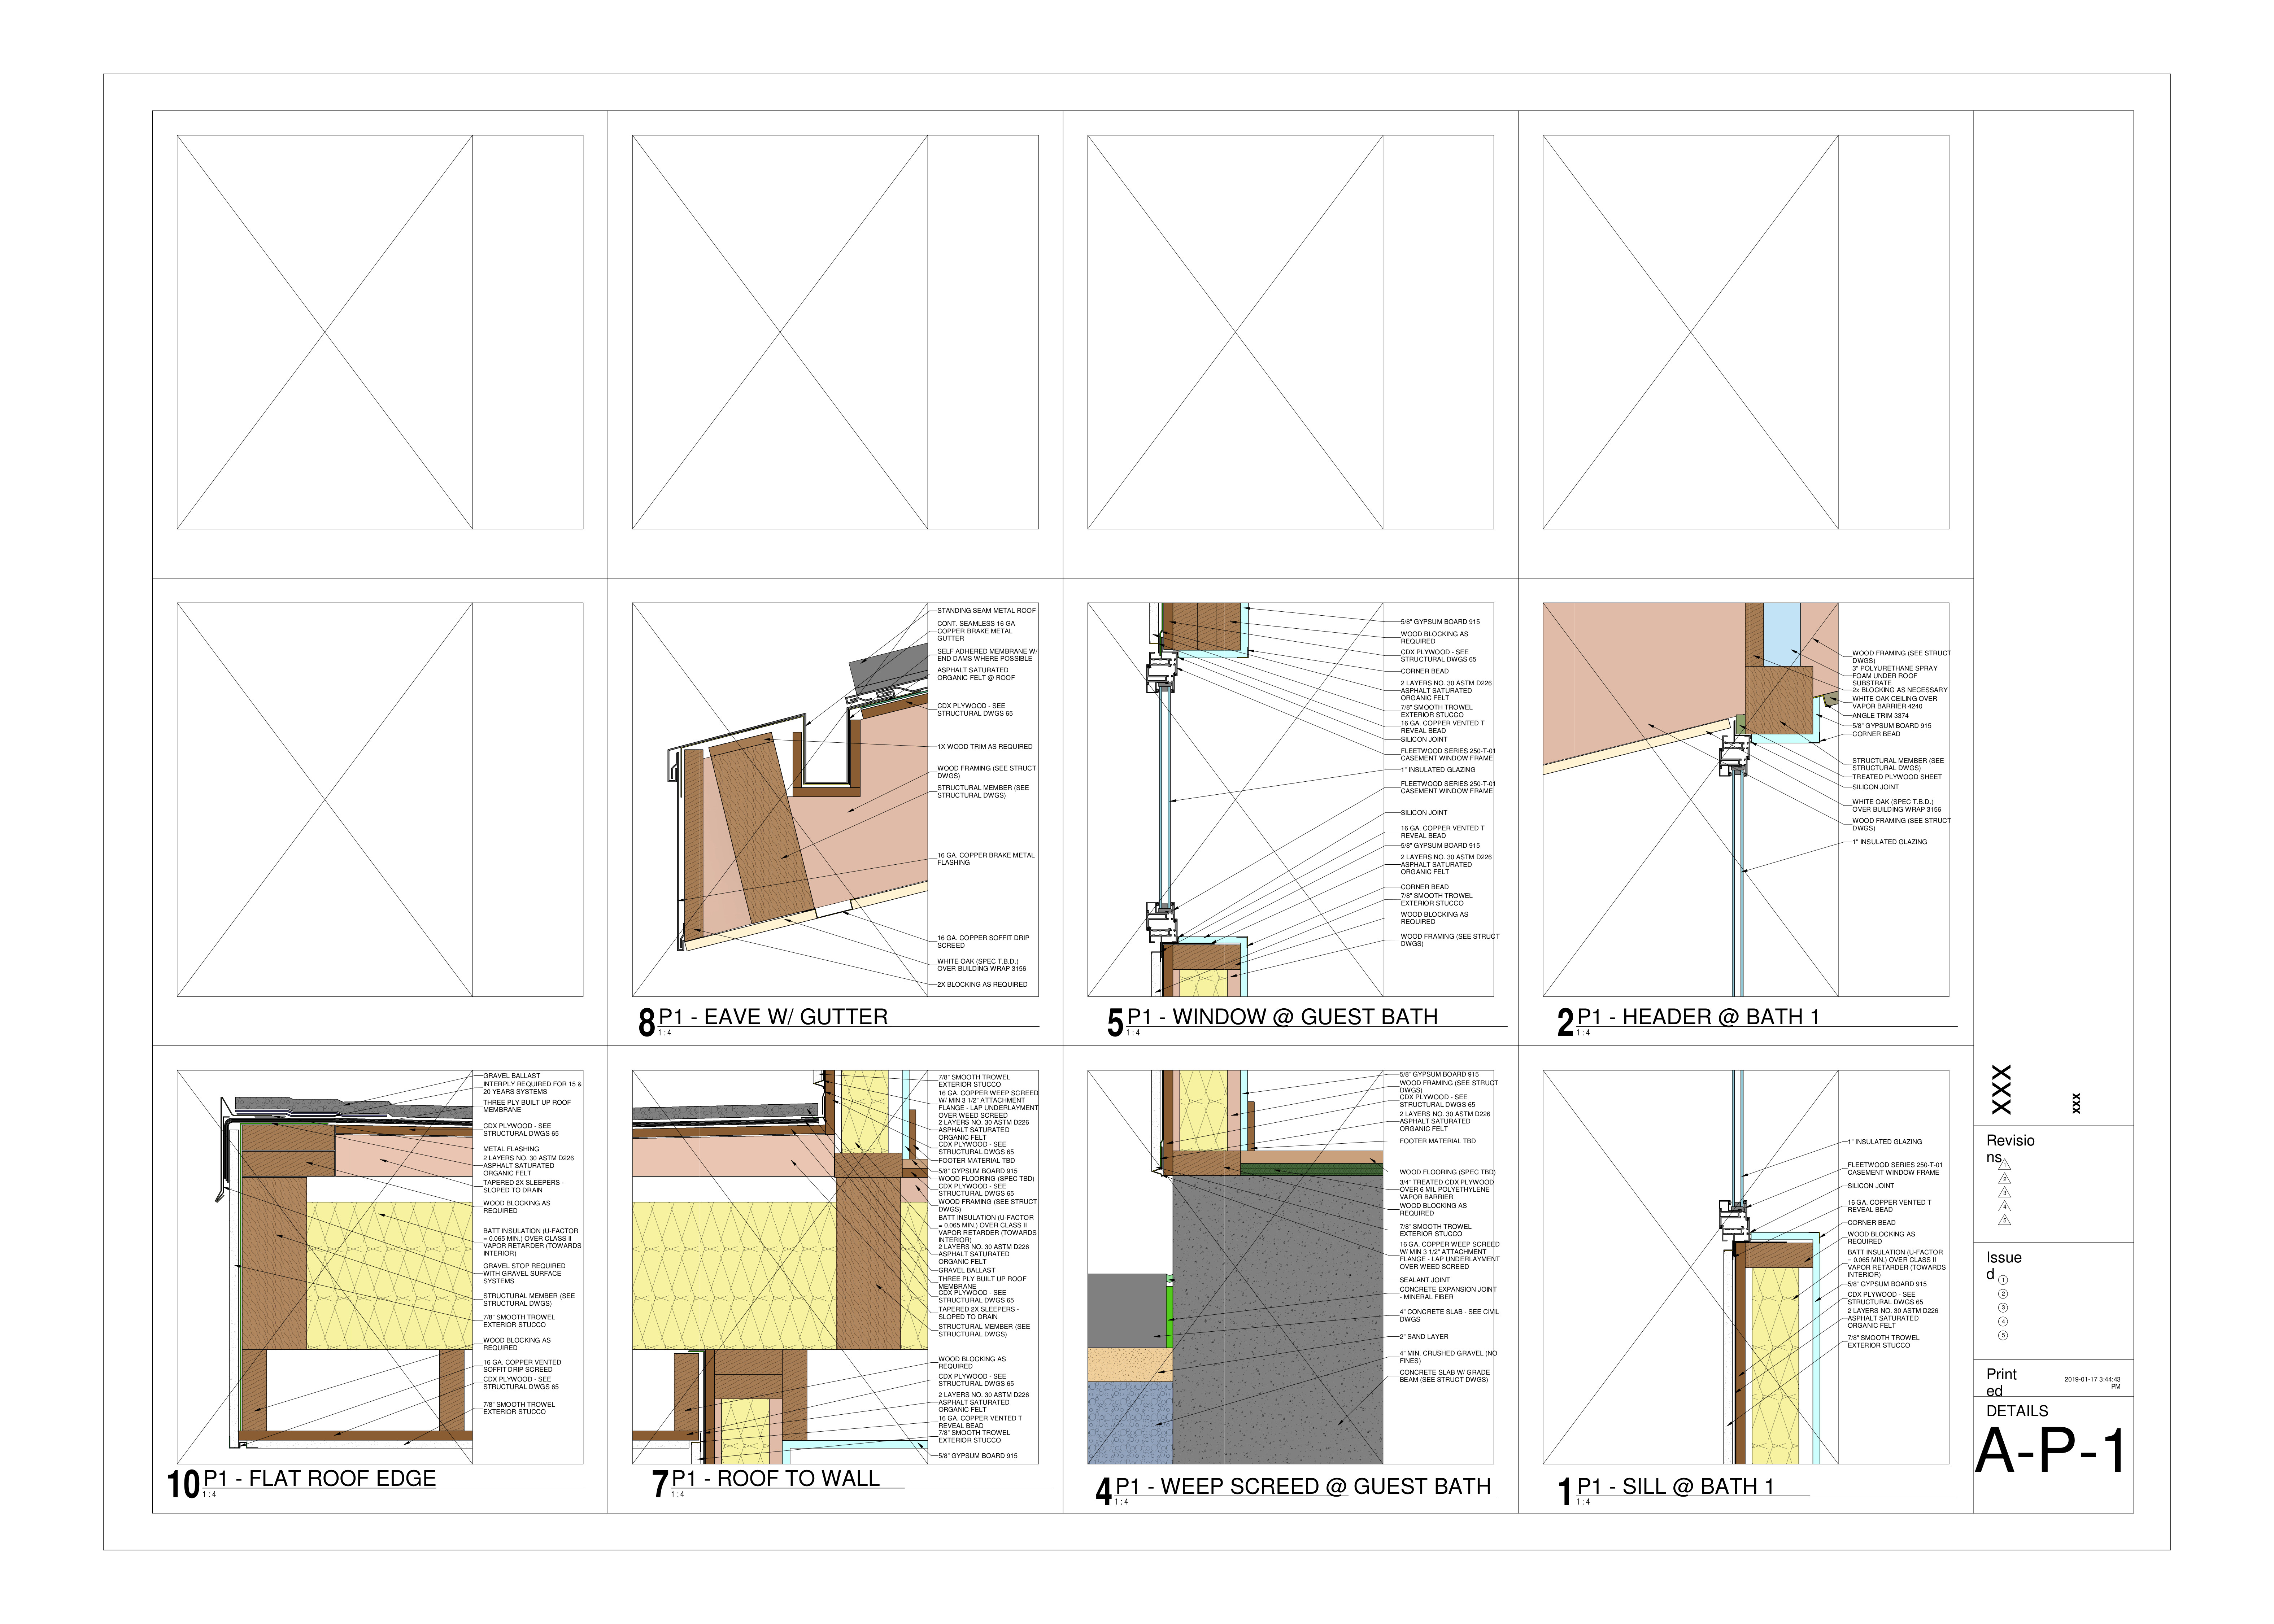 STANDING SEAM METAL ROOF
CONT. SEAMLESS 16 GA
COPPER BRAKE METAL
GUTTER
SELF ADHERED MEMBRANE W/
END DAMS WHERE POSSIBLE
ASPHALT SATURATED
ORGANIC FELT @ ROOF
CDX PLYWOOD - SEE
STRUCTURAL DWGS 65
1X WOOD TRIM AS REQUIRED
WOOD FRAMING (SEE STRUCT
DWGS)
STRUCTURAL MEMBER (SEE
STRUCTURAL DWGS)
16 GA. COPPER BRAKE METAL
FLASHING
16 GA. COPPER SOFFIT DRIP
SCREED
WHITE OAK (SPEC T.B.D.)
OVER BUILDING WRAP 3156
2X BLOCKING AS REQUIRED
8 P1 - EAVE W/ GUTTER
1 : 4
5/8" GYPSUM BOARD 915
WOOD BLOCKING AS
REQUIRED
CDX PLYWOOD - SEE
STRUCTURAL DWGS 65
CORNER BEAD
2 LAYERS NO. 30 ASTM D226
ASPHALT SATURATED
ORGANIC FELT
7/8" SMOOTH TROWEL
EXTERIOR STUCCO
16 GA. COPPER VENTED T
REVEAL BEAD
SILICON JOINT
FLEETWOOD SERIES 250-T-01
CASEMENT WINDOW FRAME
1" INSULATED GLAZING
FLEETWOOD SERIES 250-T-01
CASEMENT WINDOW FRAME
SILICON JOINT
16 GA. COPPER VENTED T
REVEAL BEAD
5/8" GYPSUM BOARD 915
2 LAYERS NO. 30 ASTM D226
ASPHALT SATURATED
ORGANIC FELT
CORNER BEAD
7/8" SMOOTH TROWEL
EXTERIOR STUCCO
WOOD BLOCKING AS
REQUIRED
WOOD FRAMING (SEE STRUCT
DWGS)
5 P1 - WINDOW @ GUEST BATH
1 : 4
WOOD FRAMING (SEE STRUCT
DWGS)
3" POLYURETHANE SPRAY
FOAM UNDER ROOF
SUBSTRATE
2x BLOCKING AS NECESSARY
WHITE OAK CEILING OVER
VAPOR BARRIER 4240
ANGLE TRIM 3374
5/8" GYPSUM BOARD 915
CORNER BEAD
STRUCTURAL MEMBER (SEE
STRUCTURAL DWGS)
TREATED PLYWOOD SHEET
SILICON JOINT
WHITE OAK (SPEC T.B.D.)
OVER BUILDING WRAP 3156
WOOD FRAMING (SEE STRUCT
DWGS)
1" INSULATED GLAZING
2 P1 - HEADER @ BATH 1
1 : 4
GRAVEL BALLAST
INTERPLY REQUIRED FOR 15 &
20 YEARS SYSTEMS
THREE PLY BUILT UP ROOF
MEMBRANE
CDX PLYWOOD - SEE
STRUCTURAL DWGS 65
METAL FLASHING
2 LAYERS NO. 30 ASTM D226
ASPHALT SATURATED
ORGANIC FELT
TAPERED 2X SLEEPERS -
SLOPED TO DRAIN
WOOD BLOCKING AS
REQUIRED
BATT INSULATION (U-FACTOR
= 0.065 MIN.) OVER CLASS II
VAPOR RETARDER (TOWARDS
INTERIOR)
GRAVEL STOP REQUIRED
WITH GRAVEL SURFACE
SYSTEMS
STRUCTURAL MEMBER (SEE
STRUCTURAL DWGS)
7/8" SMOOTH TROWEL
EXTERIOR STUCCO
WOOD BLOCKING AS
REQUIRED
16 GA. COPPER VENTED
SOFFIT DRIP SCREED
CDX PLYWOOD - SEE
STRUCTURAL DWGS 65
7/8" SMOOTH TROWEL
EXTERIOR STUCCO
10 P1 - FLAT ROOF EDGE
1 : 4
7/8" SMOOTH TROWEL
EXTERIOR STUCCO
16 GA. COPPER WEEP SCREED
W/ MIN 3 1/2" ATTACHMENT
FLANGE - LAP UNDERLAYMENT
OVER WEED SCREED
2 LAYERS NO. 30 ASTM D226
ASPHALT SATURATED
ORGANIC FELT
CDX PLYWOOD - SEE
STRUCTURAL DWGS 65
FOOTER MATERIAL TBD
5/8" GYPSUM BOARD 915
WOOD FLOORING (SPEC TBD)
CDX PLYWOOD - SEE
STRUCTURAL DWGS 65
WOOD FRAMING (SEE STRUCT
DWGS)
BATT INSULATION (U-FACTOR
= 0.065 MIN.) OVER CLASS II
VAPOR RETARDER (TOWARDS
INTERIOR)
2 LAYERS NO. 30 ASTM D226
ASPHALT SATURATED
ORGANIC FELT
GRAVEL BALLAST
THREE PLY BUILT UP ROOF
MEMBRANE
CDX PLYWOOD - SEE
STRUCTURAL DWGS 65
TAPERED 2X SLEEPERS -
SLOPED TO DRAIN
STRUCTURAL MEMBER (SEE
STRUCTURAL DWGS)
WOOD BLOCKING AS
REQUIRED
CDX PLYWOOD - SEE
STRUCTURAL DWGS 65
2 LAYERS NO. 30 ASTM D226
ASPHALT SATURATED
ORGANIC FELT
16 GA. COPPER VENTED T
REVEAL BEAD
7/8" SMOOTH TROWEL
EXTERIOR STUCCO
5/8" GYPSUM BOARD 915
7 P1 - ROOF TO WALL
1 : 4
5/8" GYPSUM BOARD 915
WOOD FRAMING (SEE STRUCT
DWGS)
CDX PLYWOOD - SEE
STRUCTURAL DWGS 65
2 LAYERS NO. 30 ASTM D226
ASPHALT SATURATED
ORGANIC FELT
FOOTER MATERIAL TBD
WOOD FLOORING (SPEC TBD)
3/4" TREATED CDX PLYWOOD
OVER 6 MIL POLYETHYLENE
VAPOR BARRIER
WOOD BLOCKING AS
REQUIRED
7/8" SMOOTH TROWEL
EXTERIOR STUCCO
16 GA. COPPER WEEP SCREED
W/ MIN 3 1/2" ATTACHMENT
FLANGE - LAP UNDERLAYMENT
OVER WEED SCREED
SEALANT JOINT
CONCRETE EXPANSION JOINT
- MINERAL FIBER
4" CONCRETE SLAB - SEE CIVIL
DWGS
2" SAND LAYER
4" MIN. CRUSHED GRAVEL (NO
FINES)
CONCRETE SLAB W/ GRADE
BEAM (SEE STRUCT DWGS)
4 P1 - WEEP SCREED @ GUEST BATH
1 : 4
1" INSULATED GLAZING
FLEETWOOD SERIES 250-T-01
CASEMENT WINDOW FRAME
SILICON JOINT
16 GA. COPPER VENTED T
REVEAL BEAD
CORNER BEAD
WOOD BLOCKING AS
REQUIRED
BATT INSULATION (U-FACTOR
= 0.065 MIN.) OVER CLASS II
VAPOR RETARDER (TOWARDS
INTERIOR)
5/8" GYPSUM BOARD 915
CDX PLYWOOD - SEE
STRUCTURAL DWGS 65
2 LAYERS NO. 30 ASTM D226
ASPHALT SATURATED
ORGANIC FELT
7/8" SMOOTH TROWEL
EXTERIOR STUCCO
1 P1 - SILL @ BATH 1
1 : 4
XXX
XXX
Revisio
ns
1
2
3
4
5
Issue
d
1
2
3
4
5
Print
ed
2019-01-17 3:44:43
PM
DETAILS
A-P-1